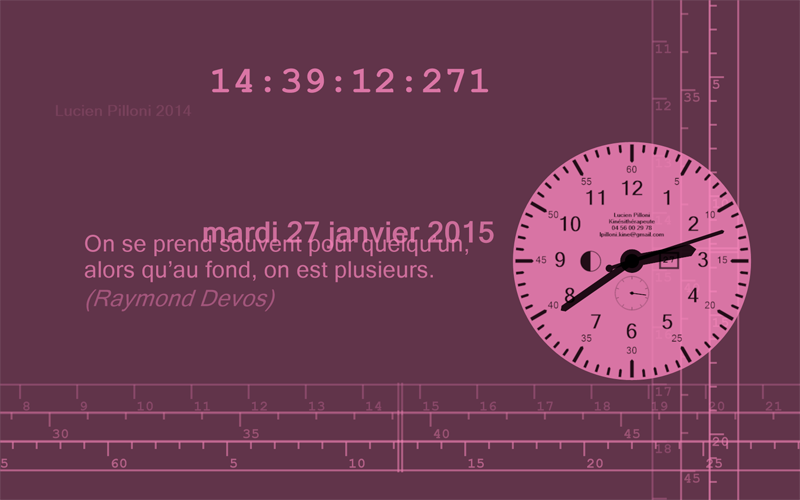 14:39:12:271
Lucien Pilloni 2014
mardi 27 janvier 2015
On se prend souvent pour quelqu'un,
alors qu'au fond, on est plusieurs.
(Raymond Devos)
60
55 5
12
11 1
Lucien Pilloni
Kinésithérapeute
04 56 00 29 78
lpilloni.kine@gmail.com
50 10 2 10
45 9 27 3 15
40 8 4 20
7 5
35 6 25
30
11
12
35
5
17
18
45
20
25
8 9 10 11 12 13 14 15 16 17 18 19 20 21
30 35 40 45
5 60 5 10 15 20